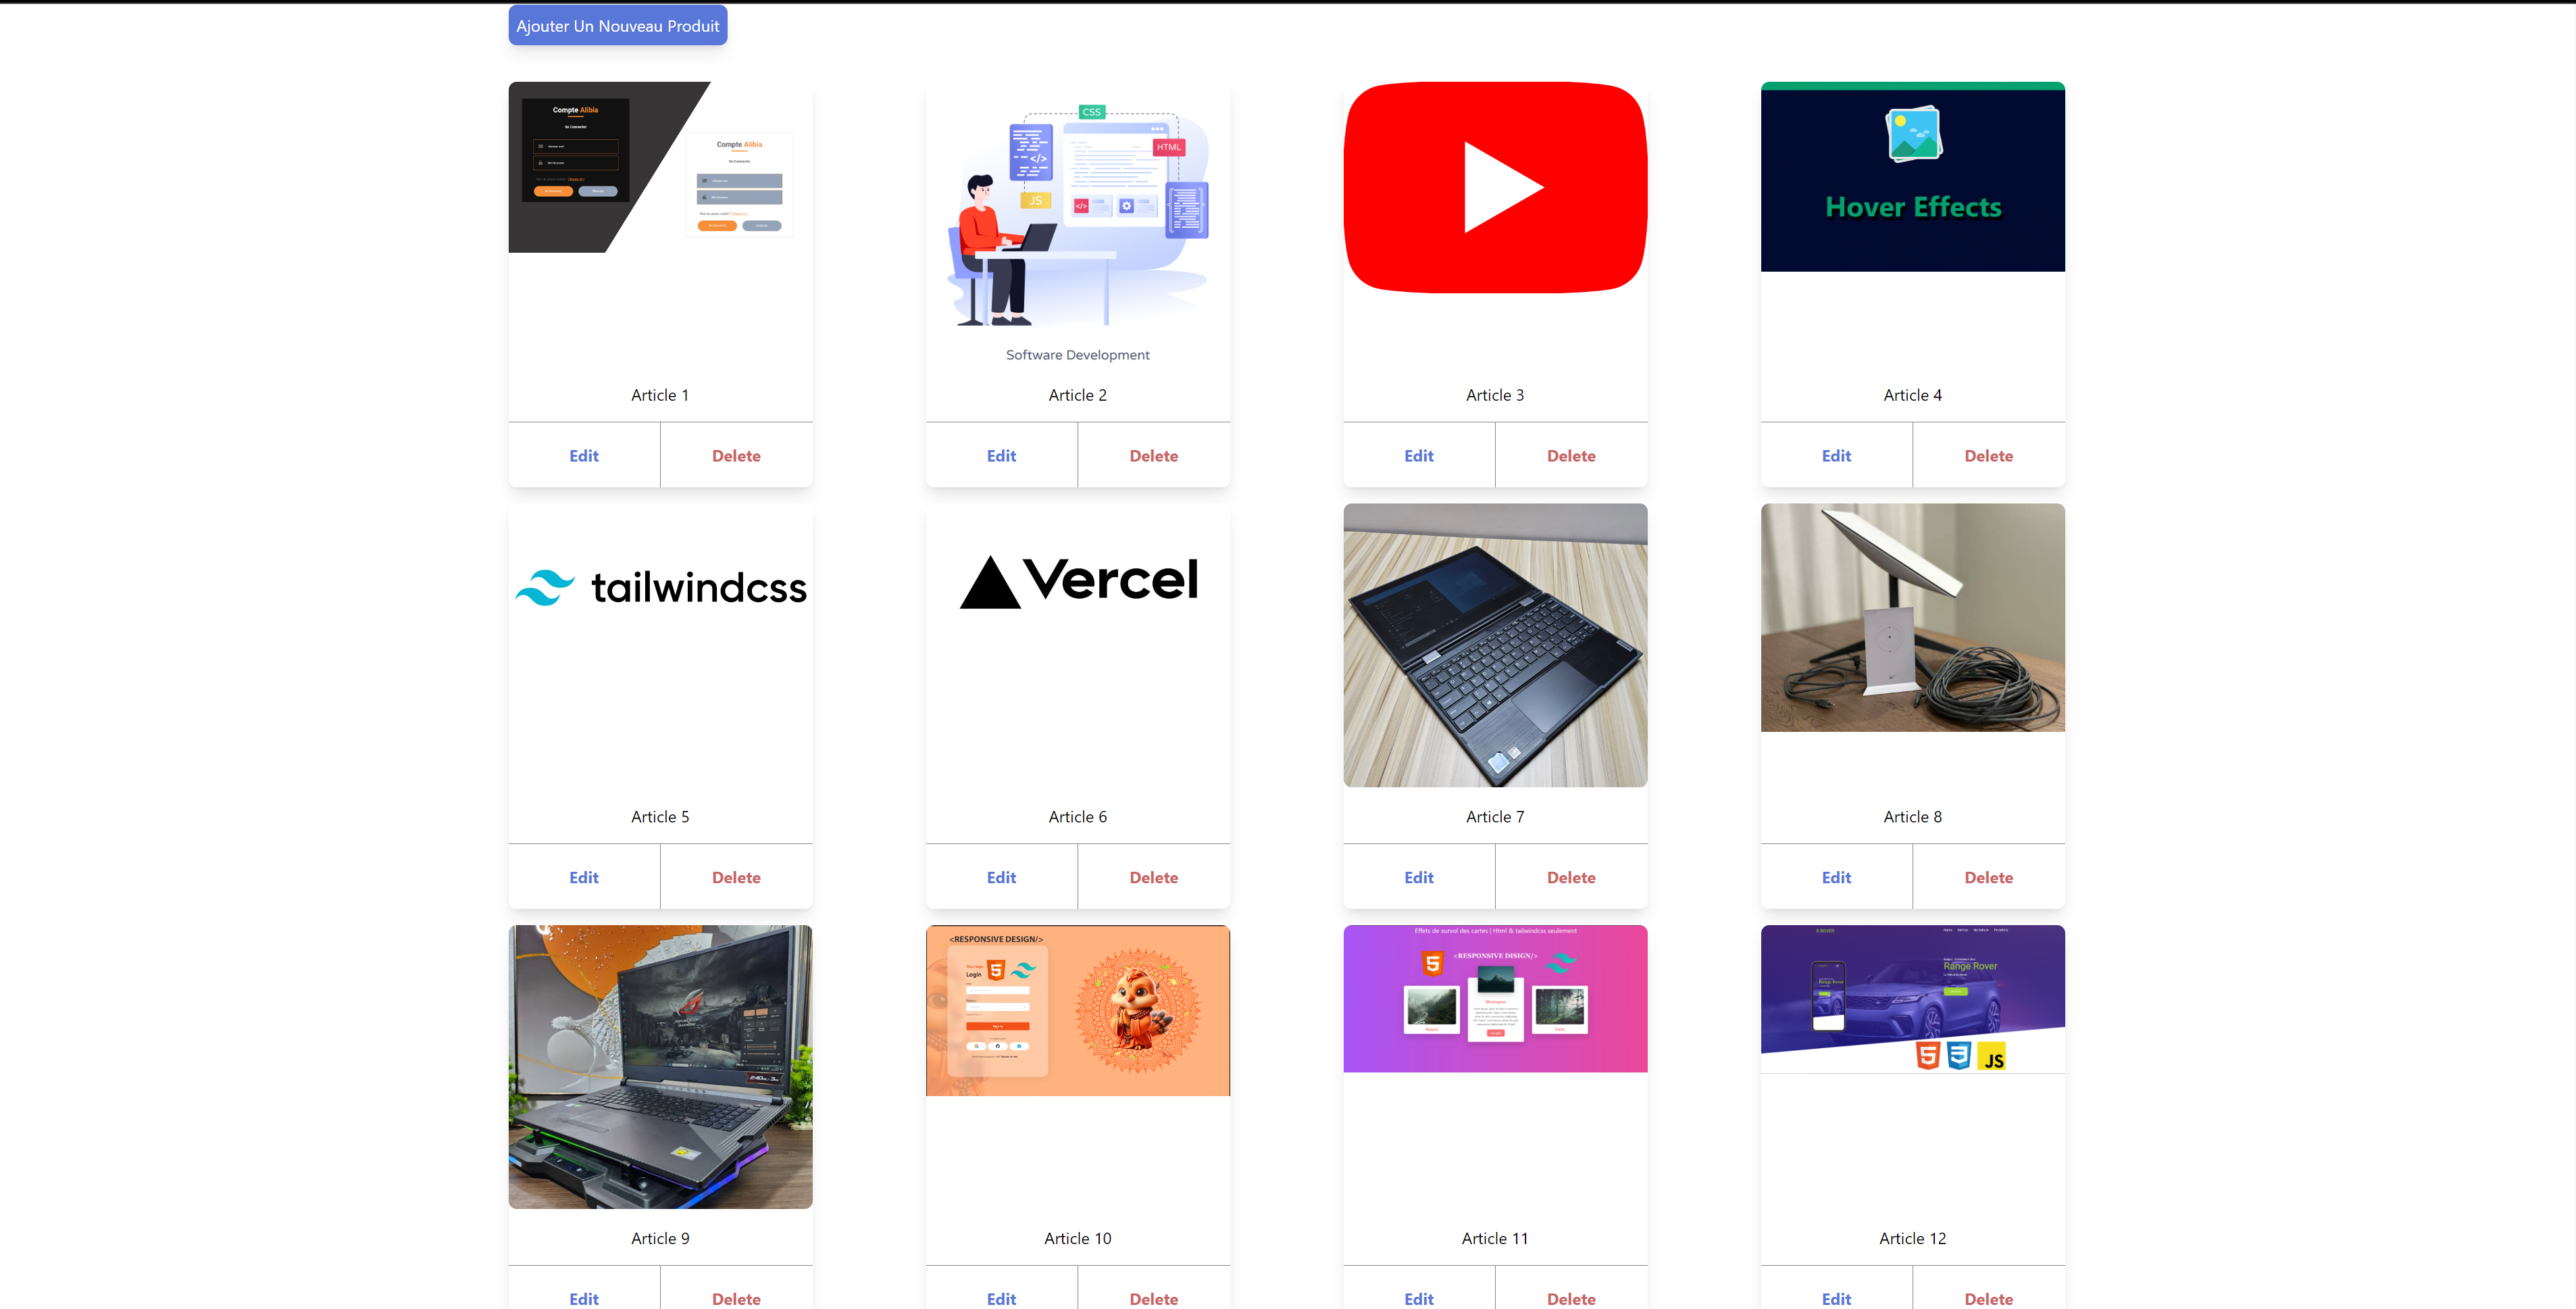 Ajouter Un Nouveau Produit
Compte Alibia
Se Connecter
Compte Alibia
Se Connecter
CSS
HTML
JS
Software Development
Hover Effects
Article 1
Article 2
Article 3
Article 4
Edit
Delete
Edit
Delete
Edit
Delete
Edit
Delete
tailwindcss
Vercel
Article 5
Article 6
Article 7
Article 8
Edit
Delete
Edit
Delete
Edit
Delete
Edit
Delete
<RESPONSIVE DESIGN/>
Login
Effets de survol des cartes | Html & tailwindcss seulement
<RESPONSIVE DISIGN/>
Range Rover
JS
Article 9
Article 10
Article 11
Article 12
Edit
Delete
Edit
Delete
Edit
Delete
Edit
Delete